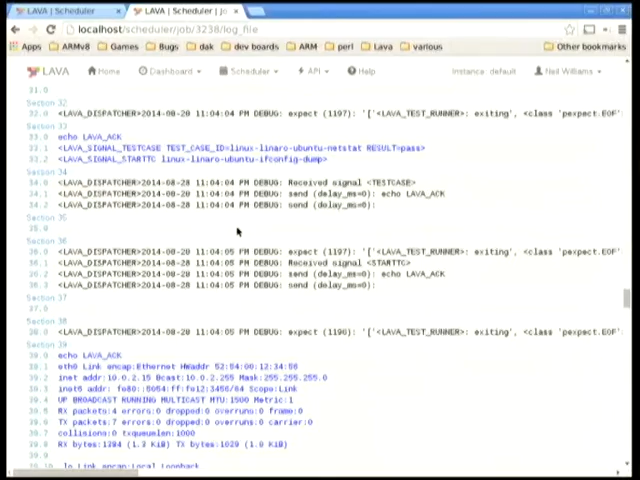 LAVA | Scheduler
LAVA | Scheduler | jo
localhost/scheduler/job/3238/log_file
Apps ARMv8 Games Bugs dak dev boards ARM perl Lava various Other bookmarks
LAVA Home Dashboard Scheduler API Help Instance: default Neil Williams
31.0
Section 32
32.0 <LAVA_DISPATCHER>2014-08-28 11:04:04 PM DEBUG: expect (1197): '['<LAVA_TEST_RUNNER>: exiting', <class 'pexpect.EOF'
Section 33
33.0 echo LAVA_ACK
33.1 <LAVA_SIGNAL_TESTCASE TEST_CASE_ID=linux-linaro-ubuntu-netstat RESULT=pass>
33.2 <LAVA_SIGNAL_STARTTC linux-linaro-ubuntu-ifconfig-dump>
Section 34
34.0 <LAVA_DISPATCHER>2014-08-28 11:04:04 PM DEBUG: Received signal <TESTCASE>
34.1 <LAVA_DISPATCHER>2014-08-28 11:04:04 PM DEBUG: send (delay_ms=0): echo LAVA_ACK
34.2 <LAVA_DISPATCHER>2014-08-28 11:04:04 PM DEBUG: send (delay_ms=0):
Section 35
35.0
Section 36
36.0 <LAVA_DISPATCHER>2014-08-28 11:04:05 PM DEBUG: expect (1197): '['<LAVA_TEST_RUNNER>: exiting', <class 'pexpect.EOF'
36.1 <LAVA_DISPATCHER>2014-08-28 11:04:05 PM DEBUG: Received signal <STARTTC>
36.2 <LAVA_DISPATCHER>2014-08-28 11:04:05 PM DEBUG: send (delay_ms=0): echo LAVA_ACK
36.3 <LAVA_DISPATCHER>2014-08-28 11:04:05 PM DEBUG: send (delay_ms=0):
Section 37
37.0
Section 38
38.0 <LAVA_DISPATCHER>2014-08-28 11:04:05 PM DEBUG: expect (1196): '['<LAVA_TEST_RUNNER>: exiting', <class 'pexpect.EOF'
Section 39
39.0 echo LAVA_ACK
39.1 eth0 Link encap:Ethernet HWaddr 52:54:00:12:34:56
39.2 inet addr:10.0.2.15 Bcast:10.0.2.255 Mask:255.255.255.0
39.3 inet6 addr: fe80::5054:ff:fe12:3456/64 Scope:Link
39.4 UP BROADCAST RUNNING MULTICAST MTU:1500 Metric:1
39.5 RX packets:4 errors:0 dropped:0 overruns:0 frame:0
39.6 TX packets:7 errors:0 dropped:0 overruns:0 carrier:0
39.7 collisions:0 txqueuelen:1000
39.8 RX bytes:1394 (1.3 KiB) TX bytes:1029 (1.0 KiB)
39.10 lo Link encap:Local Loopback